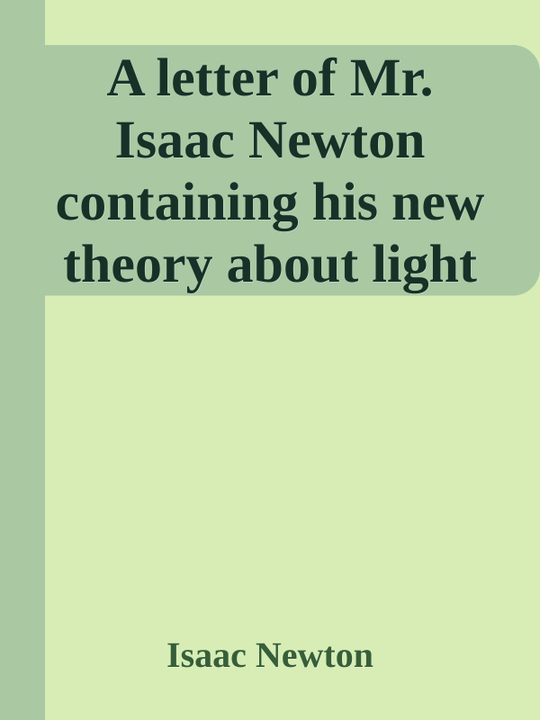 A letter of Mr.
Isaac Newton
containing his new
theory about light
Isaac Newton